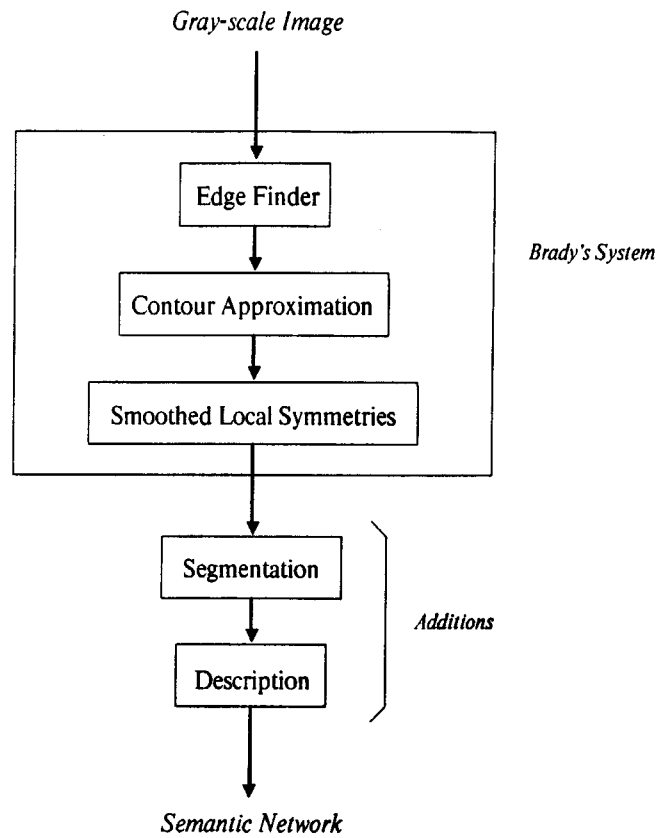 Gray-scale Image
Edge Finder
Brady's System
Contour Approximation
Smoothed Local Symmetries
Segmentation
Additions
Description
Semantic Network